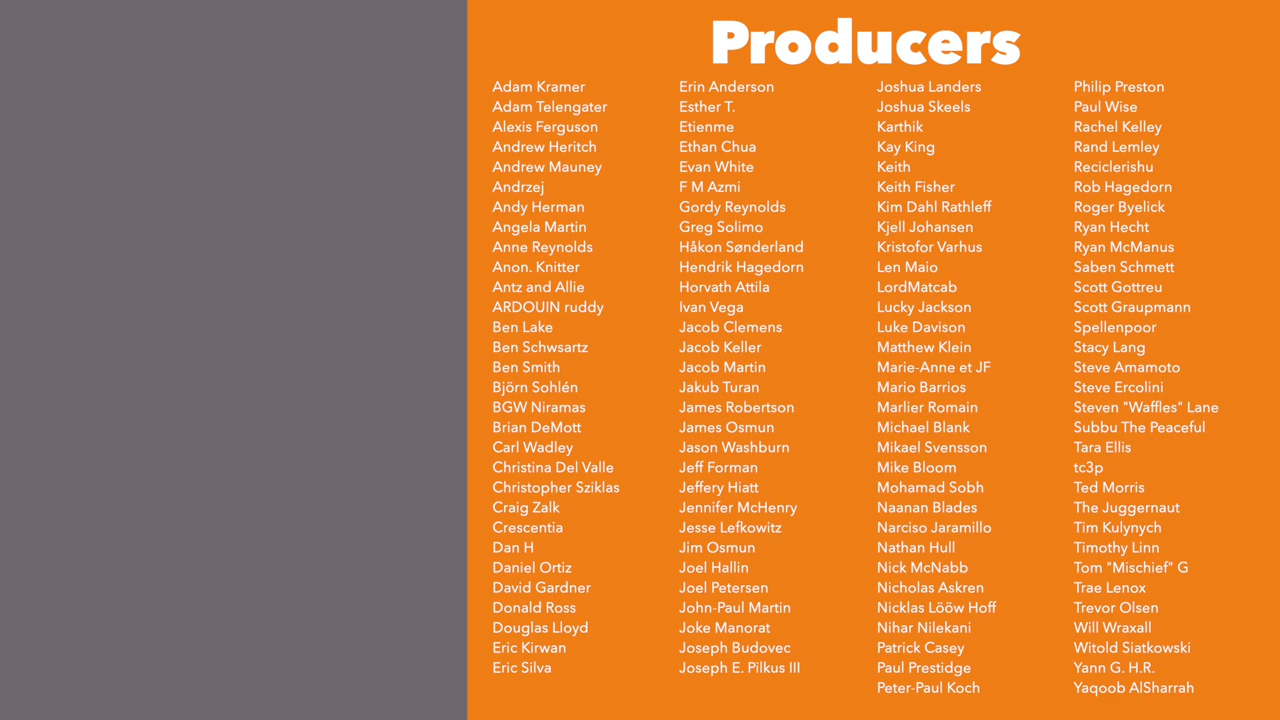 Producers
Adam Kramer
Adam Telengater
Alexis Ferguson
Andrew Heritch
Andrew Mauney
Andrzej
Andy Herman
Angela Martin
Anne Reynolds
Anon. Knitter
Antz and Allie
ARDOUIN ruddy
Ben Lake
Ben Schwsartz
Ben Smith
Björn Sohlén
BGW Niramas
Brian DeMott
Carl Wadley
Christina Del Valle
Christopher Sziklas
Craig Zalk
Crescentia
Dan H
Daniel Ortiz
David Gardner
Donald Ross
Douglas Lloyd
Eric Kirwan
Eric Silva
Erin Anderson
Esther T.
Etienme
Ethan Chua
Evan White
F M Azmi
Gordy Reynolds
Greg Solimo
Håkon Sønderland
Hendrik Hagedorn
Horvath Attila
Ivan Vega
Jacob Clemens
Jacob Keller
Jacob Martin
Jakub Turan
James Robertson
James Osmun
Jason Washburn
Jeff Forman
Jeffery Hiatt
Jennifer McHenry
Jesse Lefkowitz
Jim Osmun
Joel Hallin
Joel Petersen
John-Paul Martin
Joke Manorat
Joseph Budovec
Joseph E. Pilkus III
Joshua Landers
Joshua Skeels
Karthik
Kay King
Keith
Keith Fisher
Kim Dahl Rathleff
Kjell Johansen
Kristofor Varhus
Len Maio
LordMatcab
Lucky Jackson
Luke Davison
Matthew Klein
Marie-Anne et JF
Mario Barrios
Marlier Romain
Michael Blank
Mikael Svensson
Mike Bloom
Mohamad Sobh
Naanan Blades
Narciso Jaramillo
Nathan Hull
Nick McNabb
Nicholas Askren
Nicklas Lööw Hoff
Nihar Nilekani
Patrick Casey
Paul Prestidge
Peter-Paul Koch
Philip Preston
Paul Wise
Rachel Kelley
Rand Lemley
Reciclerishu
Rob Hagedorn
Roger Byelick
Ryan Hecht
Ryan McManus
Saben Schmett
Scott Gottreu
Scott Graupmann
Spellenpoor
Stacy Lang
Steve Amamoto
Steve Ercolini
Steven "Waffles" Lane
Subbu The Peaceful
Tara Ellis
tc3p
Ted Morris
The Juggernaut
Tim Kulynych
Timothy Linn
Tom "Mischief" G
Trae Lenox
Trevor Olsen
Will Wraxall
Witold Siatkowski
Yann G. H.R.
Yaqoob AlSharrah